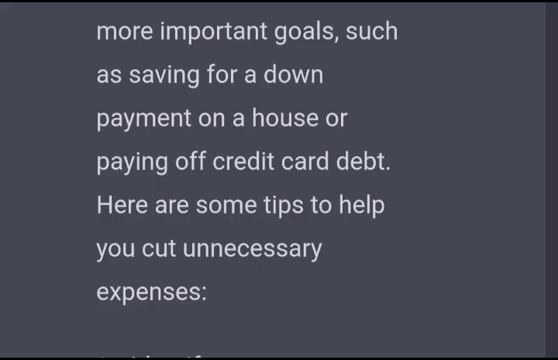 more important goals, such
as saving for a down
payment on a house or
paying off credit card debt.
Here are some tips to help
you cut unnecessary
expenses: